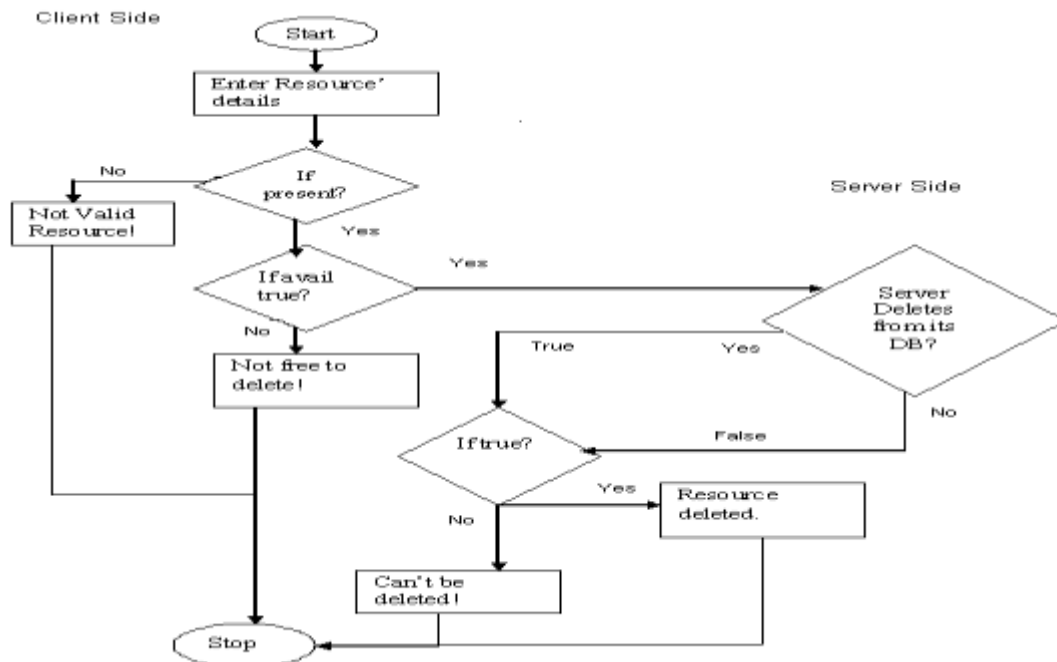 Client Side
Start
Enter Resource'
details
No
If
present?
Server Side
Not Valid
Resource!
Yes
If avail
true?
Yes
Server
Deletes
from its
DB?
No
True
Yes
Not free to
delete!
No
If true?
False
Yes
Resource
deleted.
No
Can't be
deleted!
Stop